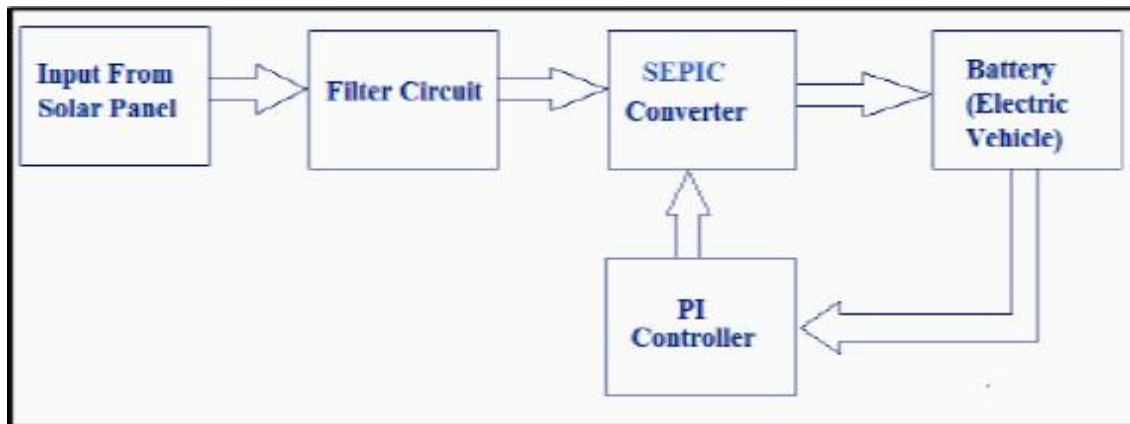 Input From
Solar Panel
Filter Circuit
SEPIC
Converter
Battery
(Electric
Vehicle)
PI
Controller